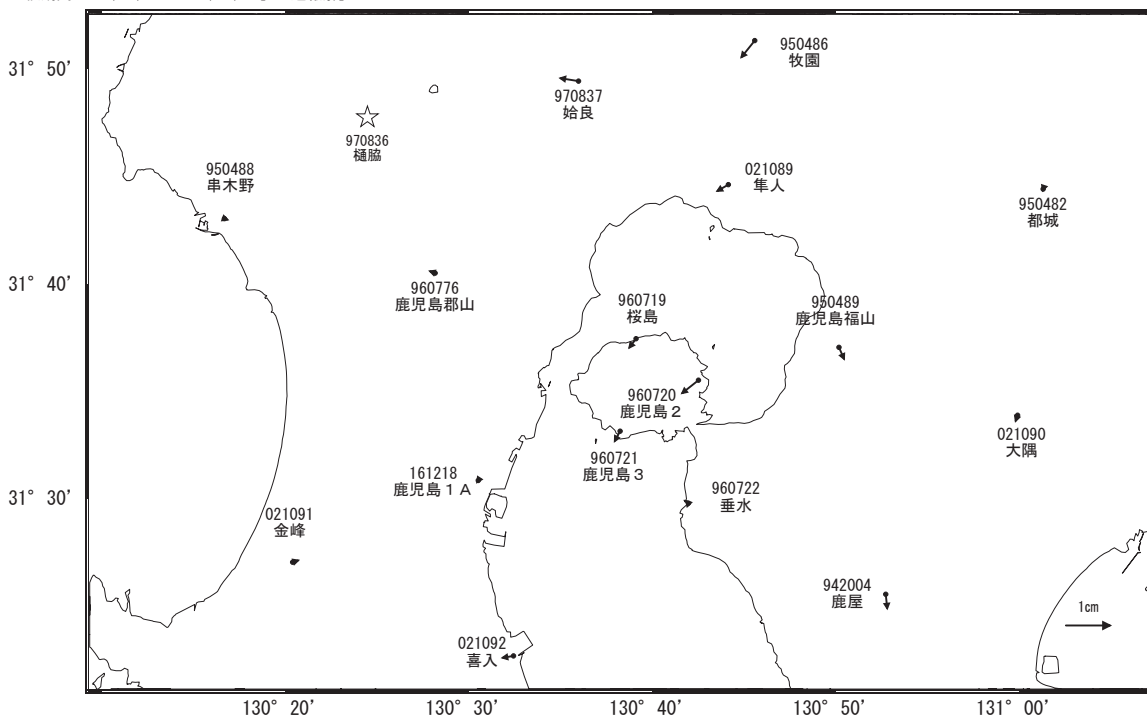 31° 50'
31° 40'
31° 30'
950486
牧園
970837
姶良
970836
樋脇
950488
串木野
021089
隼人
950482
都城
960776
鹿児島郡山
960719
桜島
950489
鹿児島福山
960720
鹿児島2
960721
鹿児島3
021090
大隅
161218
鹿児島1A
960722
垂水
021091
金峰
942004
鹿屋
1cm
021092
喜入
130° 20'
130° 30'
130° 40'
130° 50'
131° 00'